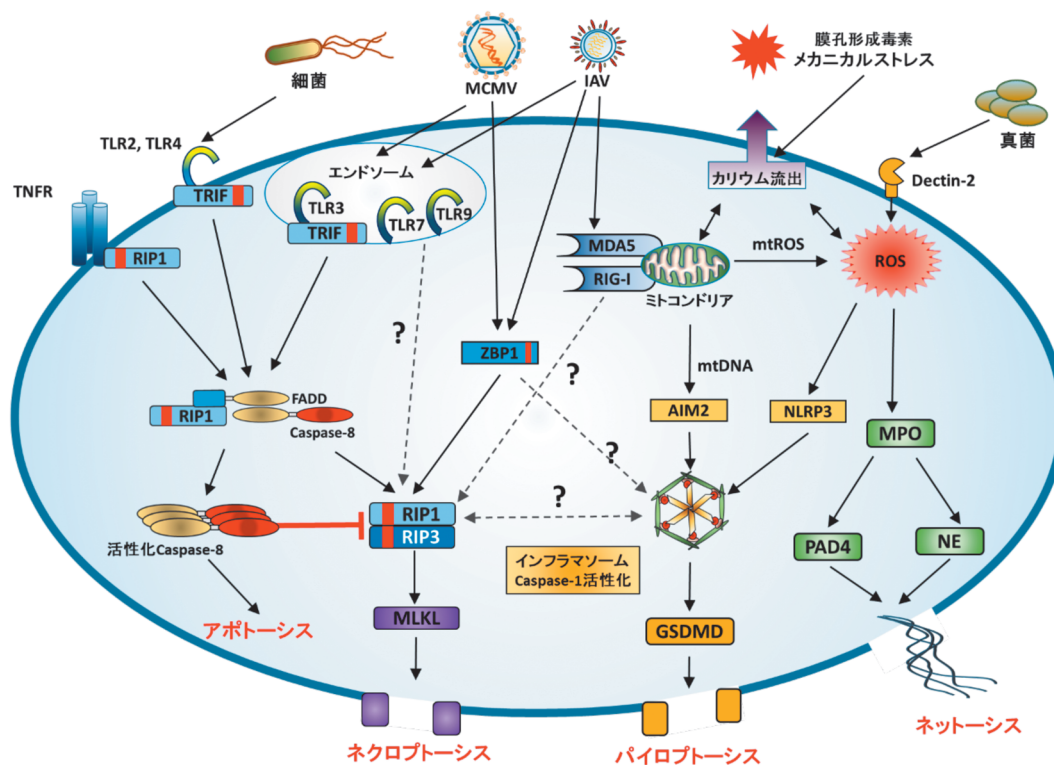 細菌
MCMV
IAV
膜孔形成毒素
メカニカルストレス
真菌
TLR2, TLR4
TNFR
TRIF
RIP1
エンドソーム
TLR3
TRIF
TLR7
TLR9
カリウム流出
Dectin-2
MDA5
RIG-I
ミトコンドリア
mtROS
ROS
?
ZBP1
?
mtDNA
FADD
RIP1
Caspase-8
AIM2
NLRP3
MPO
?
RIP1
RIP3
?
活性化Caspase-8
インフラマソーム
Caspase-1活性化
PAD4
NE
アポトーシス
MLKL
GSDMD
ネクロプトーシス
パイロプトーシス
ネットーシス